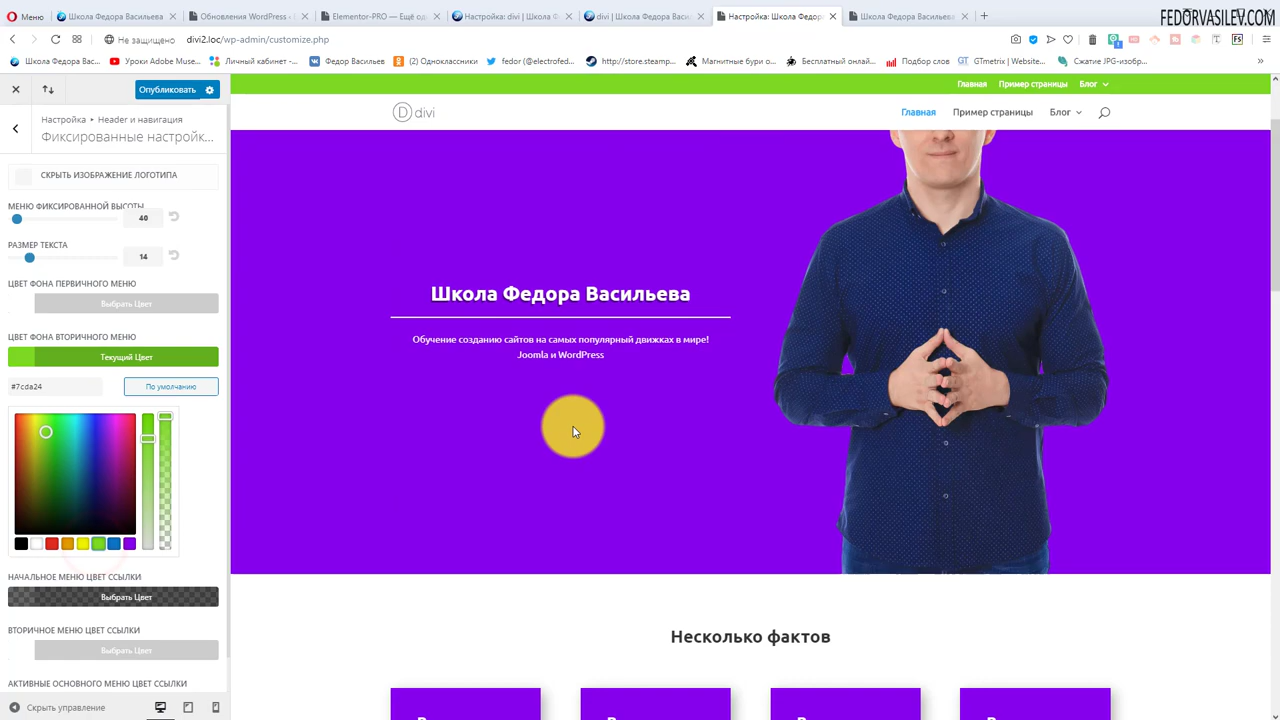 Меню
Школа Федора Васильева
Обновления WordPress -
Elementor-PRO — Ещё од
Настройка: divi | Школа Ф
divi | Школа Федора Васи
Настройка: Школа Федор
Школа Федора Васильева
FEDORVASILEV.COM
Не защищено
divi2.loc/wp-admin/customize.php
Школа Федора Вас...
Уроки Adobe Muse...
Личный кабинет -...
Федор Васильев
(2) Одноклассники
fedor (@electrofed...
http://store.steamp...
Магнитные бури о...
Бесплатный онлай...
Подбор слов
GTmetrix | Website...
Сжатие JPG-изобр...
Опубликовать
Настройка ▸ Header и навигация
Фиксированные настройк...
СКРЫТЬ ИЗОБРАЖЕНИЕ ЛОГОТИПА
МЕНЮ ФИКСИРОВАННОЙ ВЫСОТЫ
40
РАЗМЕР ТЕКСТА
14
ЦВЕТ ФОНА ПЕРВИЧНОГО МЕНЮ
Выбрать Цвет
ЦВЕТ ФОНА ВТОРИЧНОГО МЕНЮ
Текущий Цвет
#7cda24
По умолчанию
НАЧАЛЬНОЕ МЕНЮ ЦВЕТ ССЫЛКИ
Выбрать Цвет
ВТОРИЧНОЕ МЕНЮ ЦВЕТ ССЫЛКИ
Выбрать Цвет
АКТИВНЫЕ ОСНОВНОГО МЕНЮ ЦВЕТ ССЫЛКИ
Скрыть управление
Главная
Пример страницы
Блог
D divi
Главная
Пример страницы
Блог
Школа Федора Васильева
Обучение созданию сайтов на самых популярный движках в мире!
Joomla и WordPress
Несколько фактов